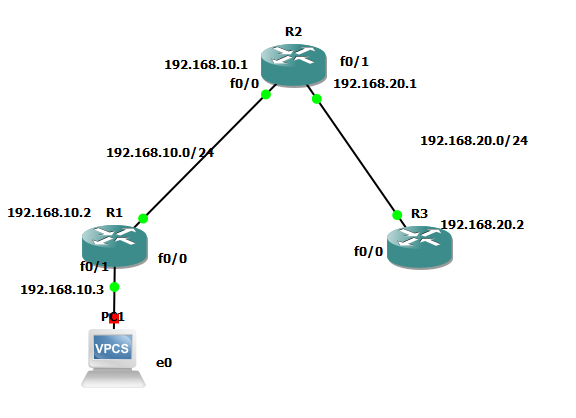 R2
192.168.10.1
f0/1
f0/0
192.168.20.1
192.168.10.0/24
192.168.20.0/24
192.168.10.2
R1
R3
192.168.20.2
f0/0
f0/0
f0/1
192.168.10.3
PC1
VPCS
e0